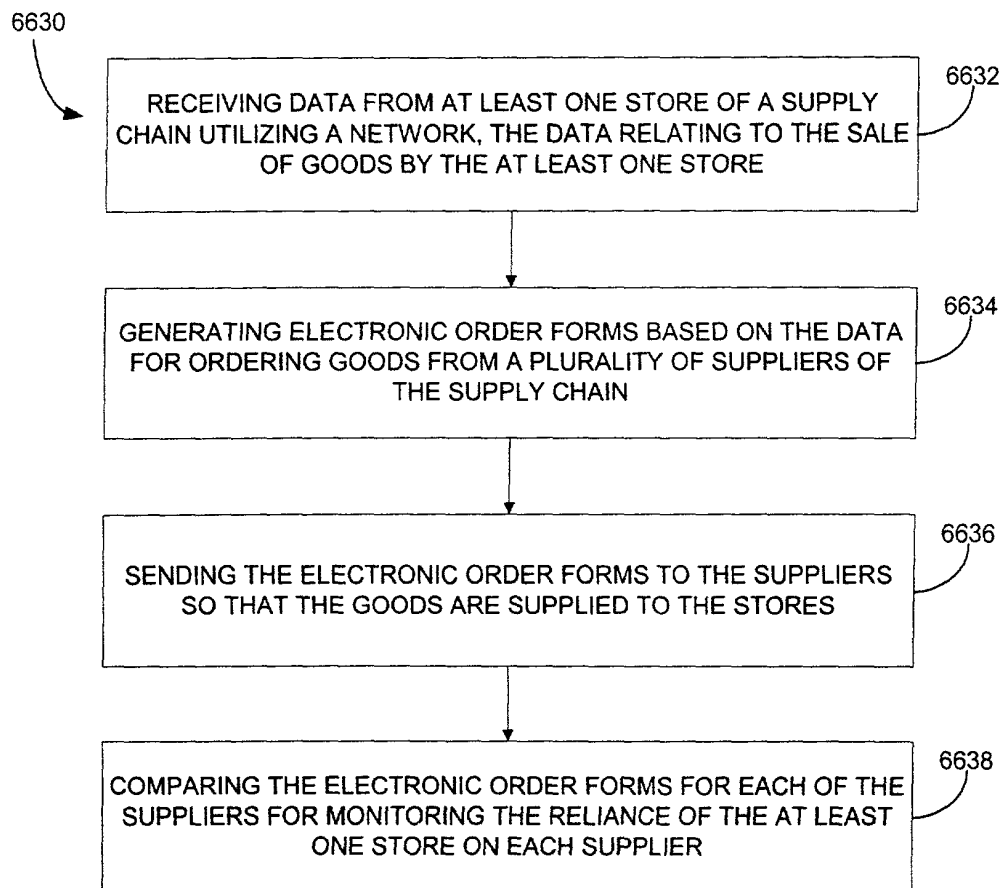 6630
6632
RECEIVING DATA FROM AT LEAST ONE STORE OF A SUPPLY
CHAIN UTILIZING A NETWORK, THE DATA RELATING TO THE SALE
OF GOODS BY THE AT LEAST ONE STORE
6634
GENERATING ELECTRONIC ORDER FORMS BASED ON THE DATA
FOR ORDERING GOODS FROM A PLURALITY OF SUPPLIERS OF
THE SUPPLY CHAIN
6636
SENDING THE ELECTRONIC ORDER FORMS TO THE SUPPLIERS
SO THAT THE GOODS ARE SUPPLIED TO THE STORES
6638
COMPARING THE ELECTRONIC ORDER FORMS FOR EACH OF THE
SUPPLIERS FOR MONITORING THE RELIANCE OF THE AT LEAST
ONE STORE ON EACH SUPPLIER